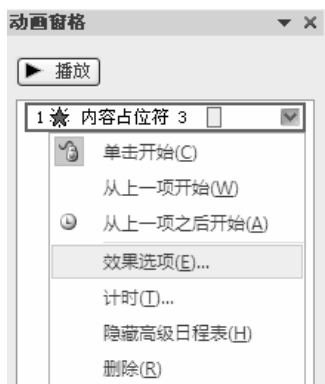 动画窗格
播放
1 内容占位符 3
单击开始(C)
从上一项开始(W)
从上一项之后开始(A)
效果选项(E)...
计时(T)...
隐藏高级日程表(H)
删除(R)